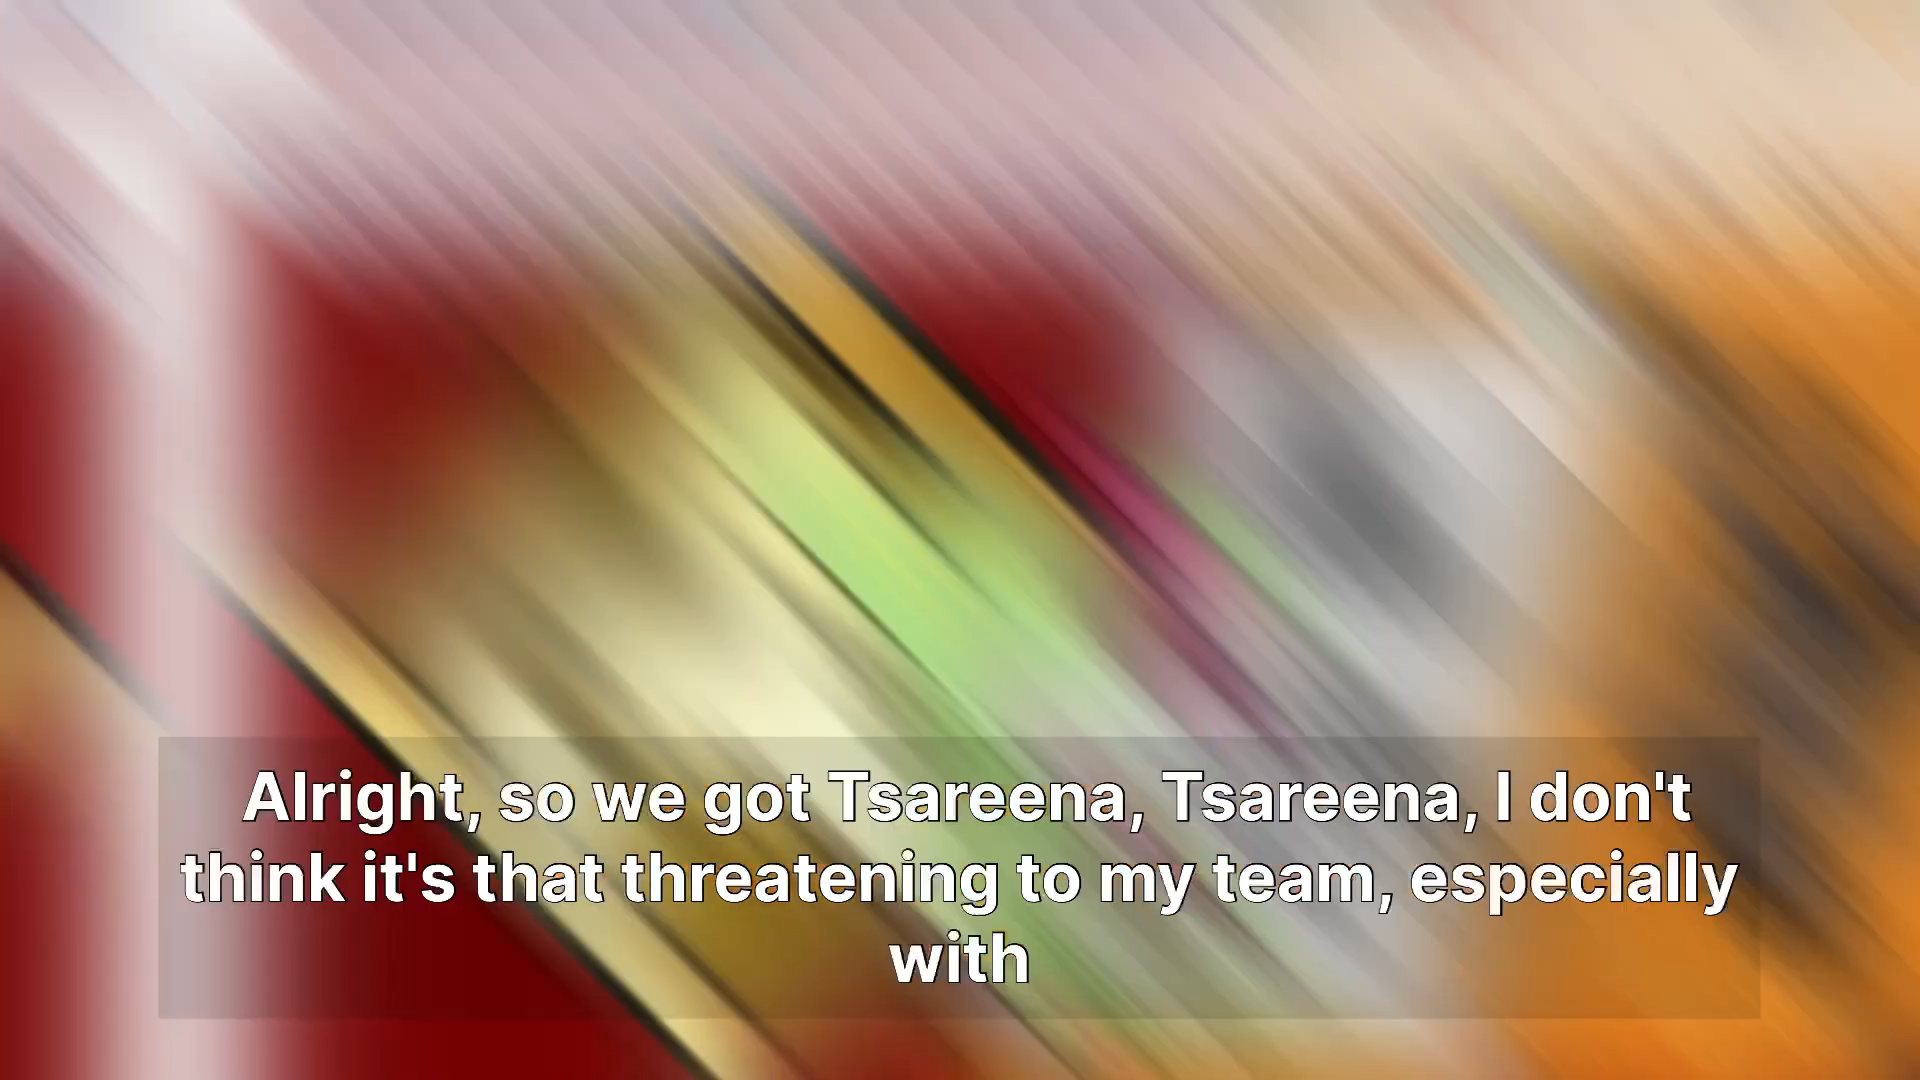 Alright, so we got Tsareena, Tsareena, I don't
think it's that threatening to my team, especially
with